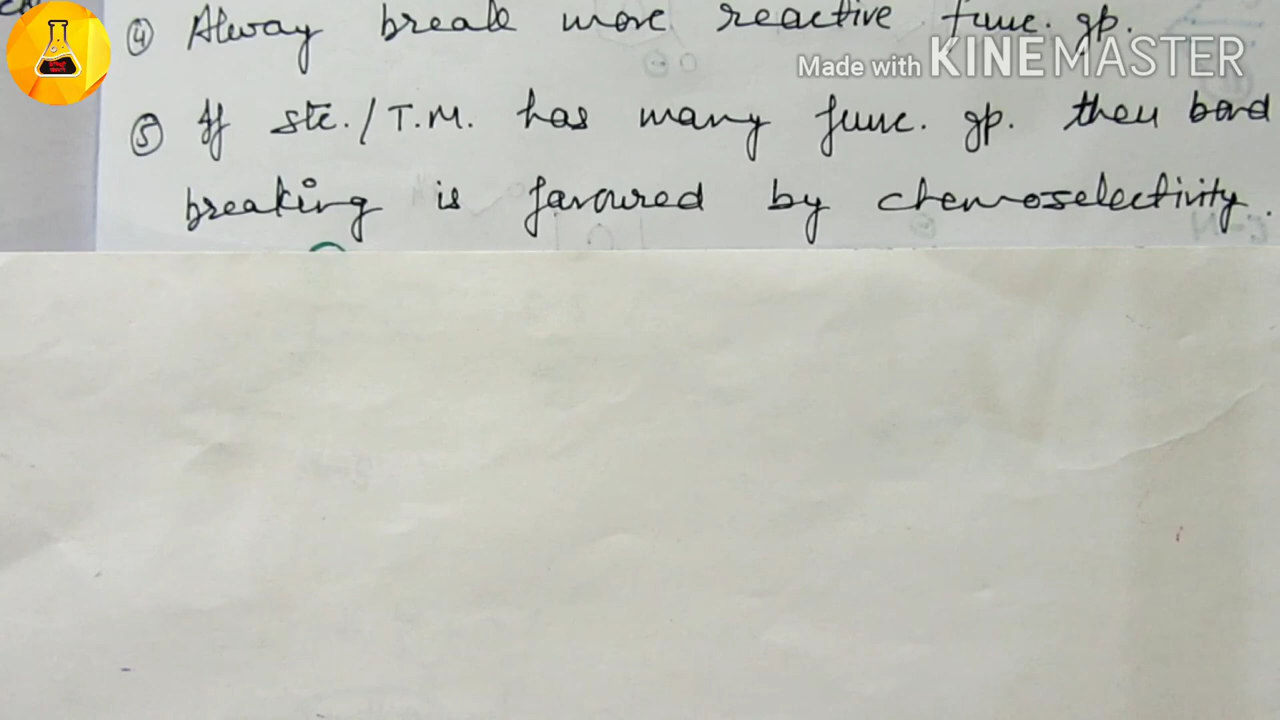 ④ Alway break more reactive func. gp.
Made with KINEMASTER
⑤ If stc. / T.M. has many func. gp. then bond
breaking is favoured by chemoselectivity.